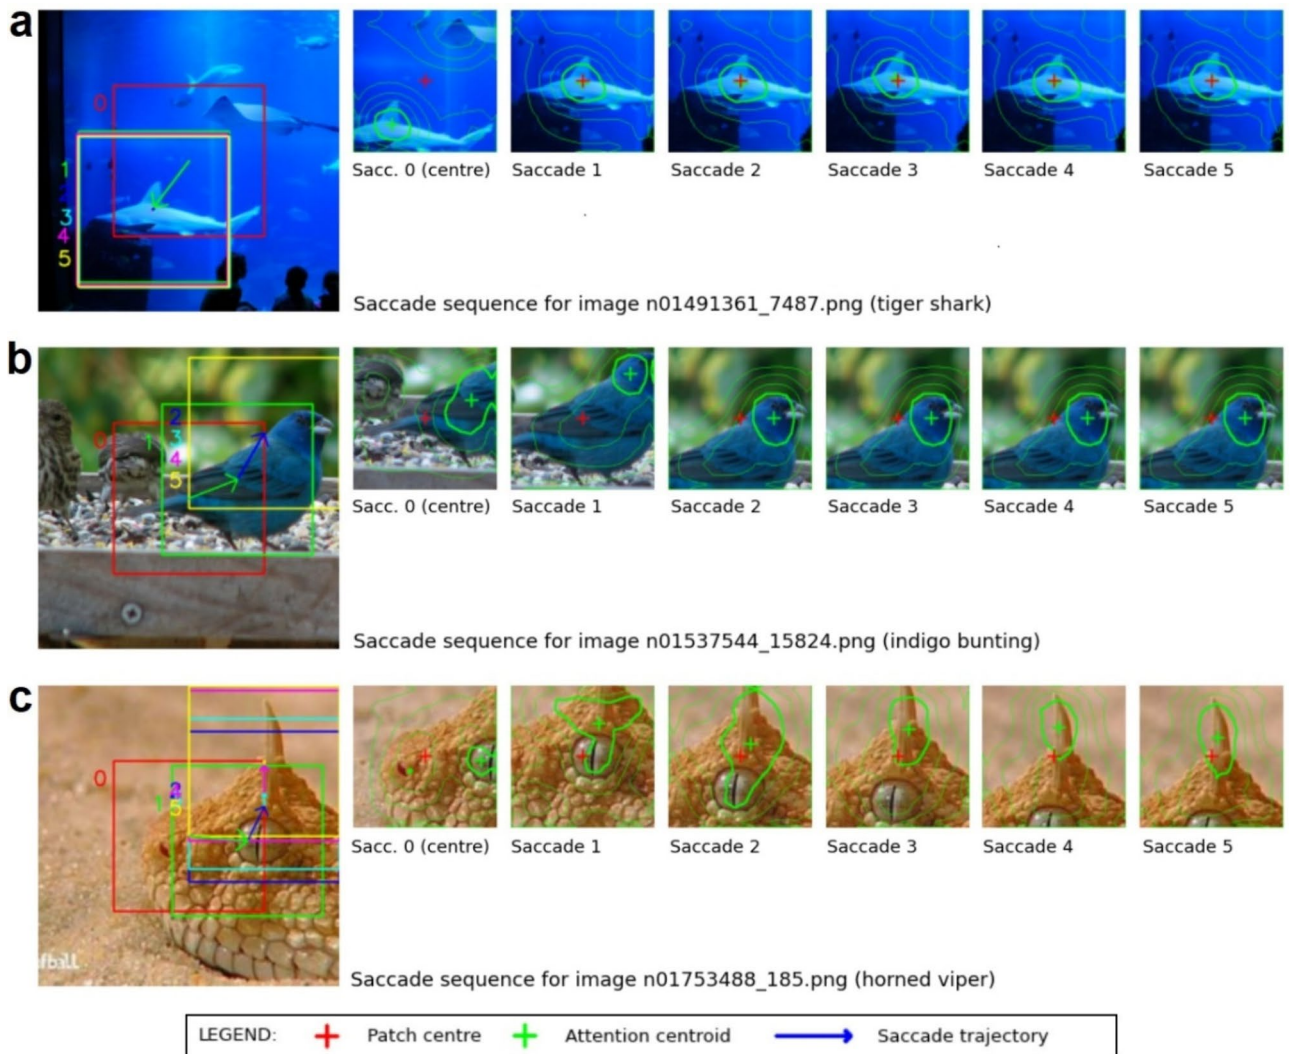 a
0
1
2
3
4
5
Sacc. 0 (centre) Saccade 1 Saccade 2 Saccade 3 Saccade 4 Saccade 5
Saccade sequence for image n01491361_7487.png (tiger shark)
b
2
0 1 3
4
5
Sacc. 0 (centre) Saccade 1 Saccade 2 Saccade 3 Saccade 4 Saccade 5
Saccade sequence for image n01537544_15824.png (indigo bunting)
c
0
1 5
Sacc. 0 (centre) Saccade 1 Saccade 2 Saccade 3 Saccade 4 Saccade 5
Saccade sequence for image n01753488_185.png (horned viper)
LEGEND: Patch centre Attention centroid Saccade trajectory